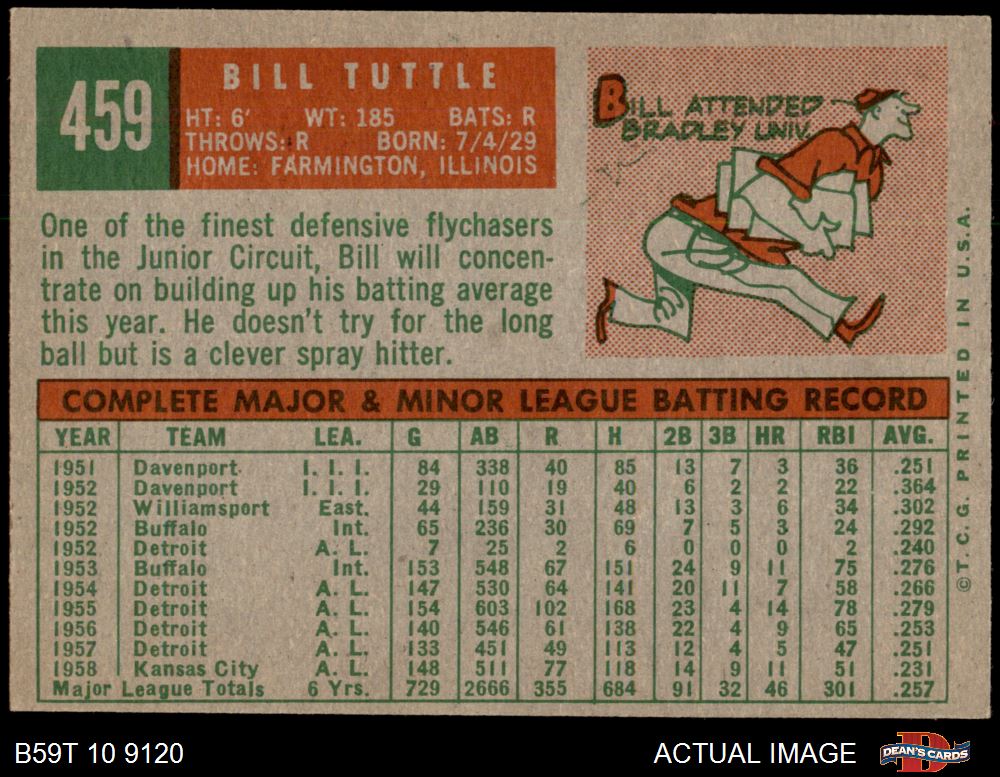 459
BILL TUTTLE
HT: 6' WT: 185 BATS: R
THROWS: R BORN: 7/4/29
HOME: FARMINGTON, ILLINOIS
BILL ATTENDED
BRADLEY UNIV.
One of the finest defensive flychasers
in the Junior Circuit, Bill will concen-
trate on building up his batting average
this year. He doesn't try for the long
ball but is a clever spray hitter.
COMPLETE MAJOR & MINOR LEAGUE BATTING RECORD
YEAR TEAM LEA. G AB R H 2B 3B HR RBI AVG.
1951 Davenport I. I. I. 84 338 40 85 13 7 3 36 .251
1952 Davenport I. I. I. 29 110 19 40 6 2 2 22 .364
1952 Williamsport East. 44 159 31 48 13 3 6 34 .302
1952 Buffalo Int. 65 236 30 69 7 5 3 24 .292
1952 Detroit A. L. 7 25 2 6 0 0 0 2 .240
1953 Buffalo Int. 153 548 67 151 24 9 11 75 .276
1954 Detroit A. L. 147 530 64 141 20 11 7 58 .266
1955 Detroit A. L. 154 603 102 168 23 4 14 78 .279
1956 Detroit A. L. 140 546 61 138 22 4 9 65 .253
1957 Detroit A. L. 133 451 49 113 12 4 5 47 .251
1958 Kansas City A. L. 148 511 77 118 14 9 11 51 .231
Major League Totals 6 Yrs. 729 2666 355 684 91 32 46 301 .257
©T.C.G. PRINTED IN U.S.A.
B59T 10 9120
ACTUAL IMAGE
DEAN'S CARDS